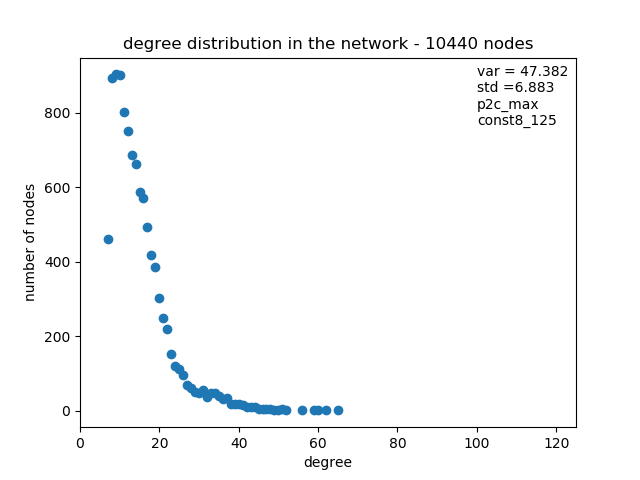 degree distribution in the network - 10440 nodes
var = 47.382
std =6.883
p2c_max
const8_125
number of nodes
800
600
400
200
0
0 20 40 60 80 100 120
degree